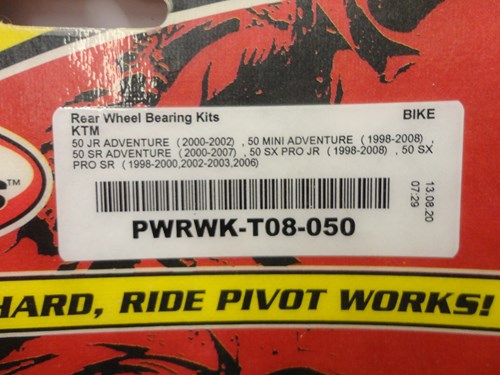 Rear Wheel Bearing Kits BIKE
KTM
50 JR ADVENTURE (2000-2002) , 50 MINI ADVENTURE (1998-2008) ,
50 SR ADVENTURE (2000-2007) , 50 SX PRO JR (1998-2008) , 50 SX
PRO SR (1998-2000,2002-2003,2006)
13.08.20
07:29
PWRWK-T08-050
TM
HARD, RIDE PIVOT WORKS!